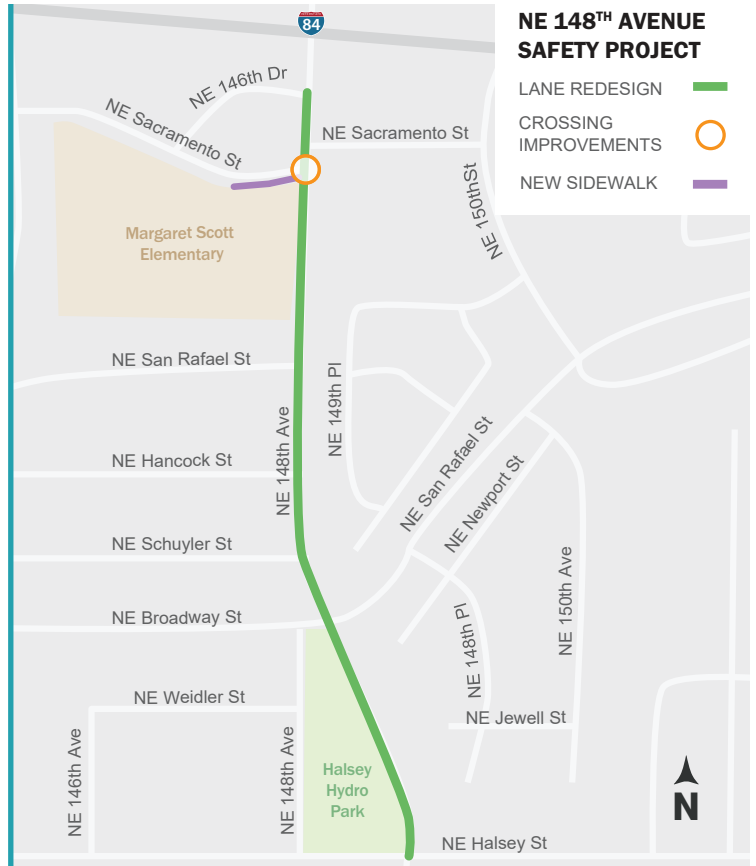 84
NE 148TH AVENUE
SAFETY PROJECT
LANE REDESIGN
CROSSING
IMPROVEMENTS
NEW SIDEWALK
NE 146th Dr
NE Sacramento St
NE Sacramento St
NE 150thSt
Margaret Scott
Elementary
NE San Rafael St
NE 149th Pl
NE 148th Ave
NE Hancock St
NE San Rafael St
NE Newport St
NE Schuyler St
NE 150th Ave
NE Broadway St
NE 148th Pl
NE Weidler St
NE Jewell St
NE 146th Ave
NE 148th Ave
Halsey
Hydro
Park
N
NE Halsey St